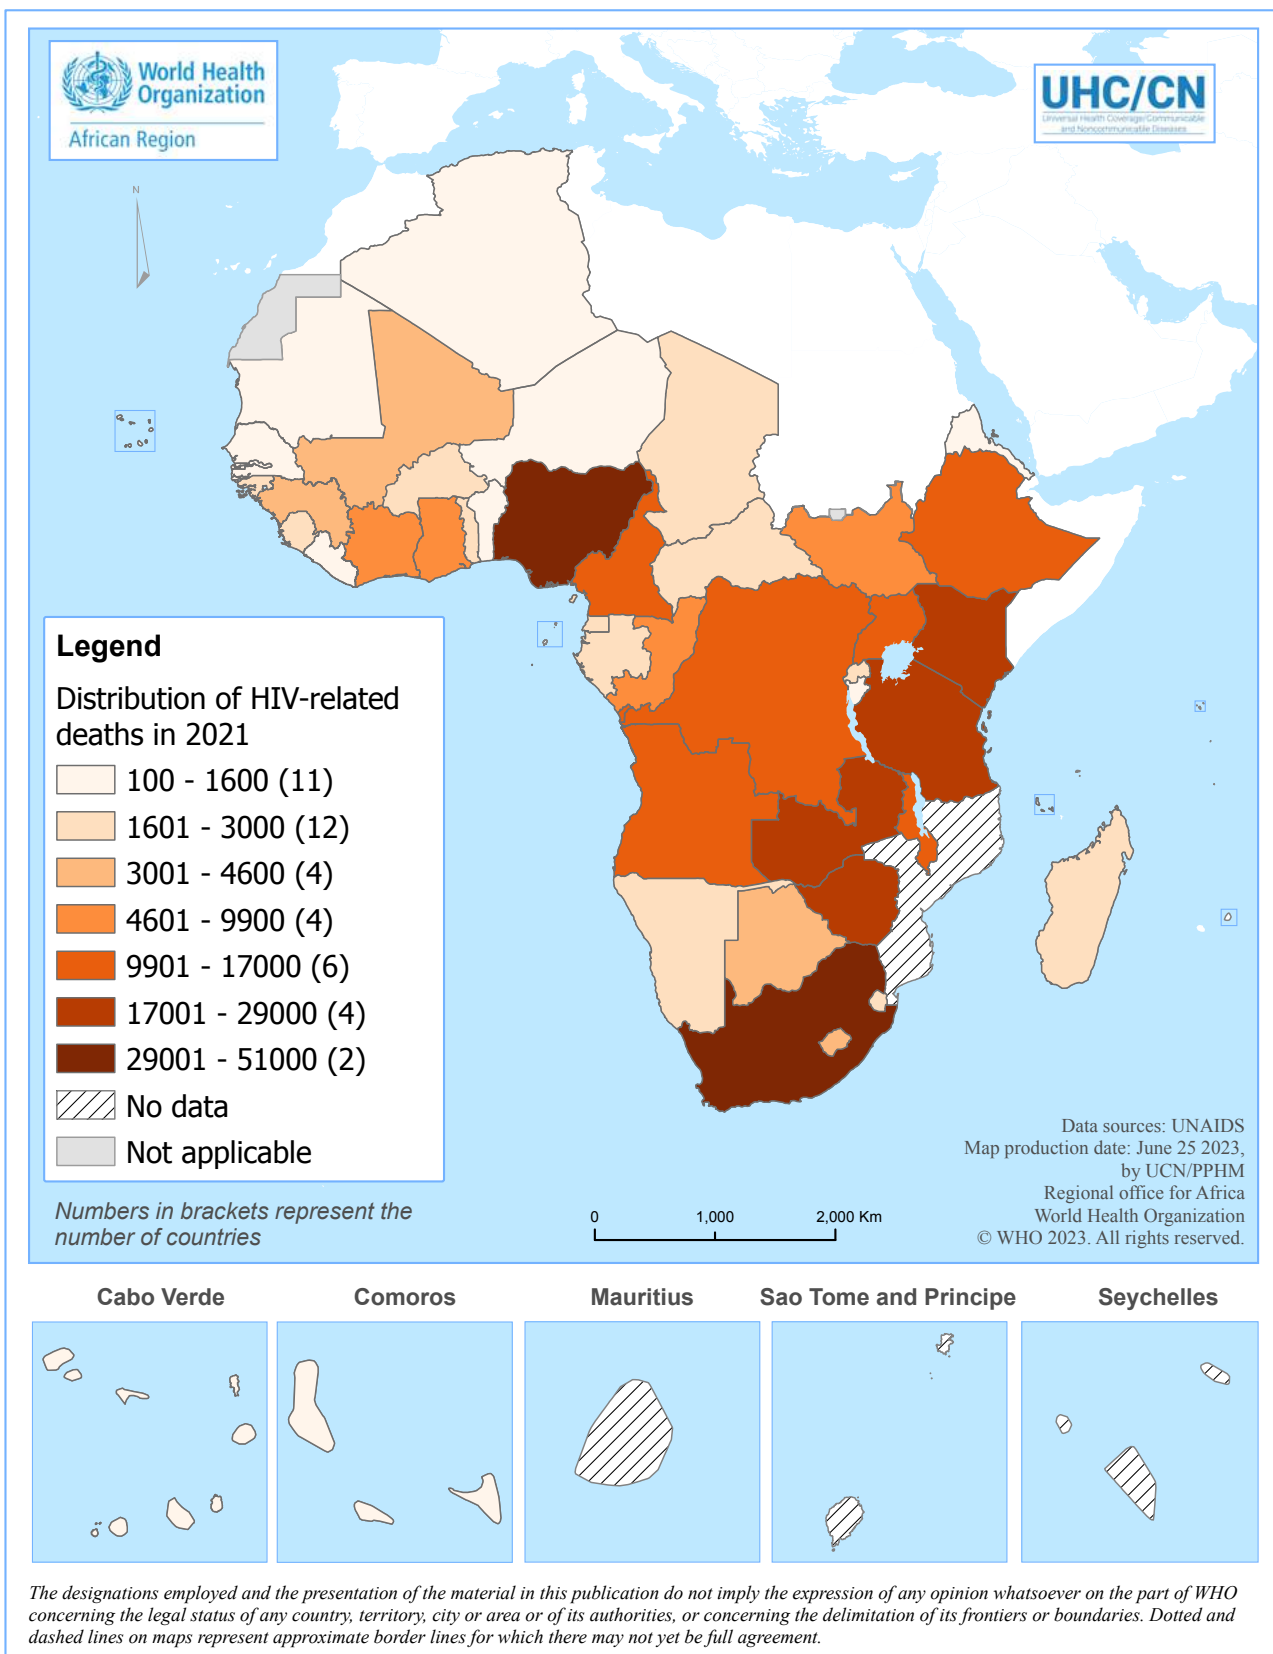 World Health
Organization
African Region
UHC/CN
Universal Health Coverage/Communicable
and Noncommunicable Diseases
N
Legend
Distribution of HIV-related
deaths in 2021
100 - 1600 (11)
1601 - 3000 (12)
3001 - 4600 (4)
4601 - 9900 (4)
9901 - 17000 (6)
17001 - 29000 (4)
29001 - 51000 (2)
No data
Not applicable
Numbers in brackets represent the
number of countries
0 1,000 2,000 Km
Data sources: UNAIDS
Map production date: June 25 2023,
by UCN/PPHM
Regional office for Africa
World Health Organization
© WHO 2023. All rights reserved.
Cabo Verde
Comoros
Mauritius
Sao Tome and Principe
Seychelles
The designations employed and the presentation of the material in this publication do not imply the expression of any opinion whatsoever on the part of WHO
concerning the legal status of any country, territory, city or area or of its authorities, or concerning the delimitation of its frontiers or boundaries. Dotted and
dashed lines on maps represent approximate border lines for which there may not yet be full agreement.